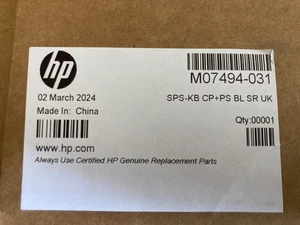 hp
M07494-031
02 March 2024
SPS-KB CP+PS BL SR UK
Made In: China
Qty:00001
www.hp.com
Always Use Certified HP Genuine Replacement Parts